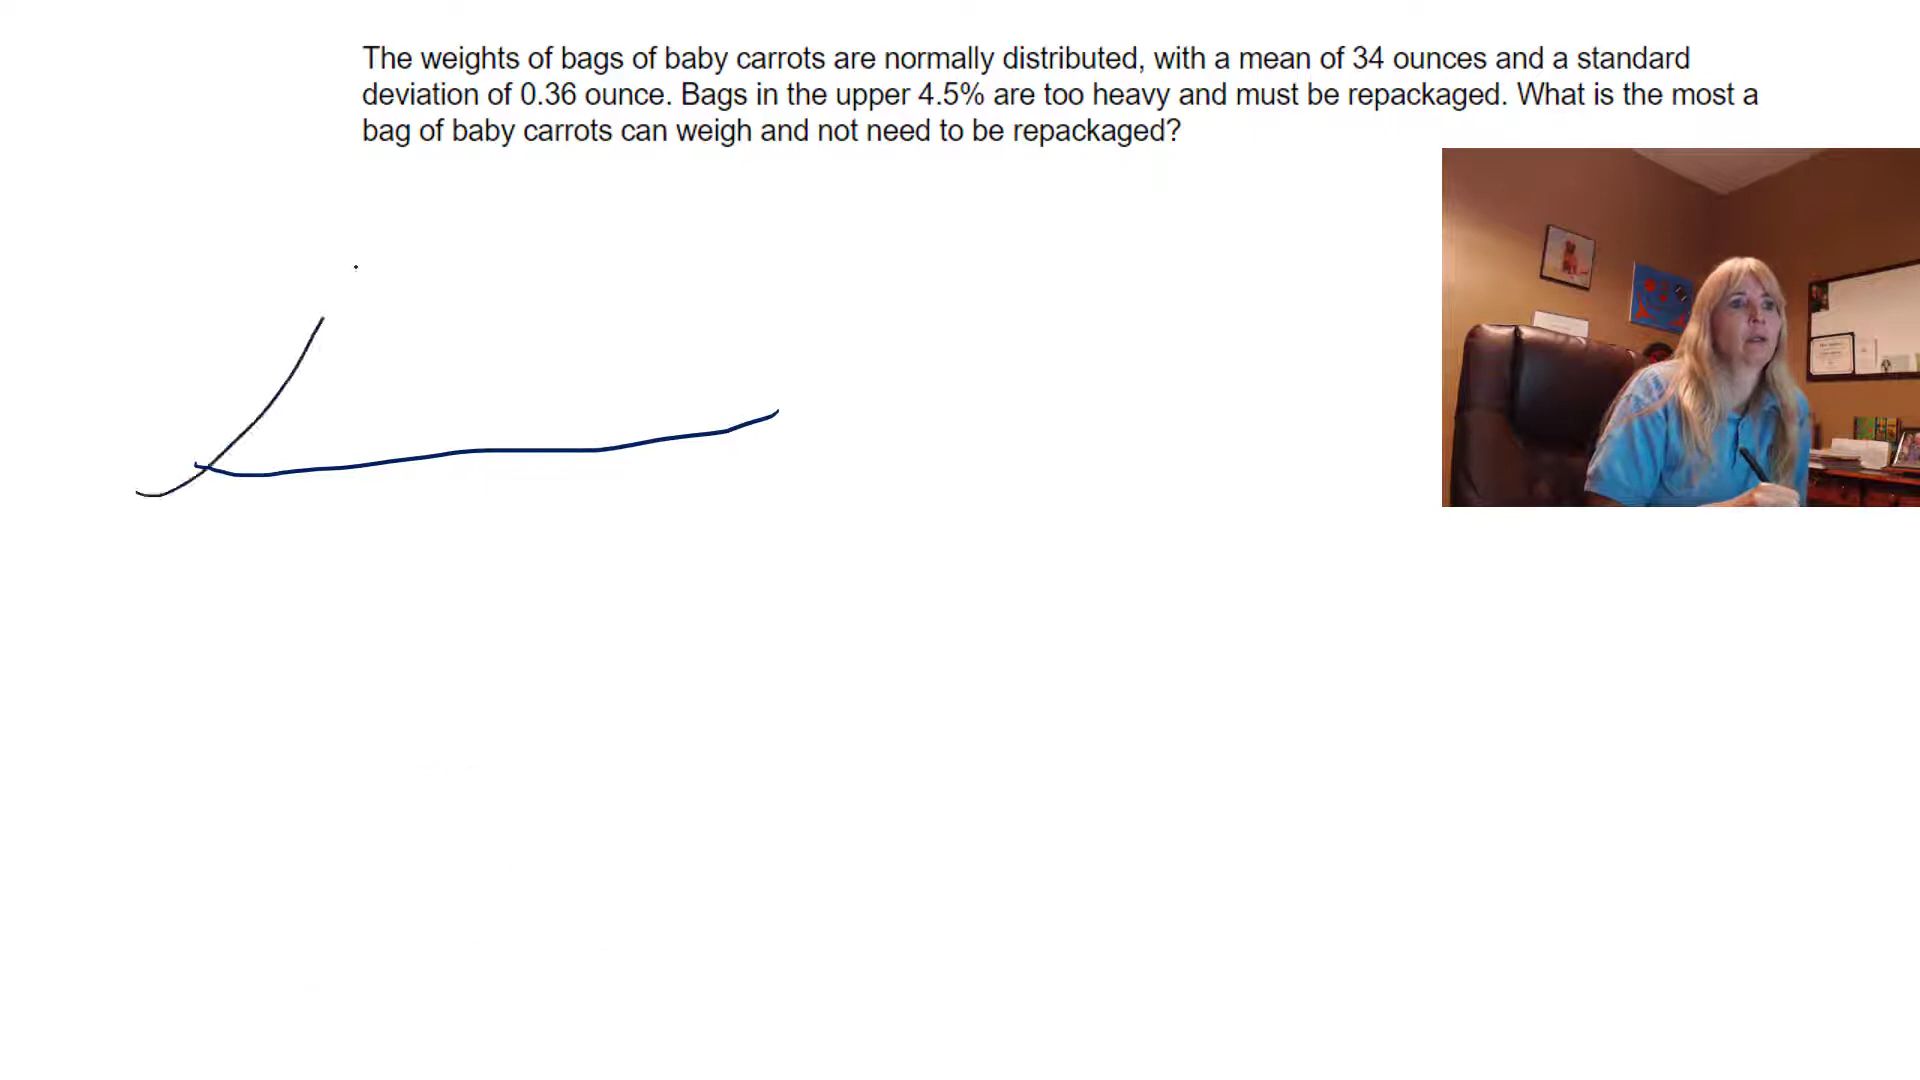 The weights of bags of baby carrots are normally distributed, with a mean of 34 ounces and a standard
deviation of 0.36 ounce. Bags in the upper 4.5% are too heavy and must be repackaged. What is the most a
bag of baby carrots can weigh and not need to be repackaged?